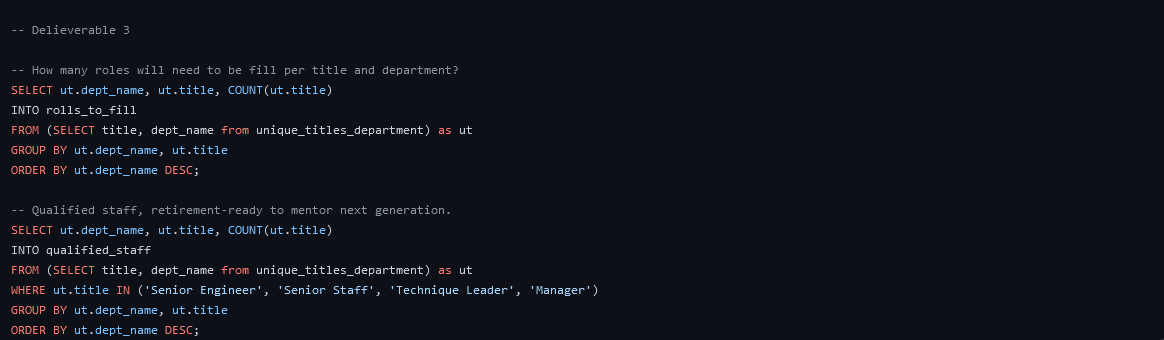 -- Delieverable 3
-- How many roles will need to be fill per title and department?
SELECT ut.dept_name, ut.title, COUNT(ut.title)
INTO rolls_to_fill
FROM (SELECT title, dept_name from unique_titles_department) as ut
GROUP BY ut.dept_name, ut.title
ORDER BY ut.dept_name DESC;
-- Qualified staff, retirement-ready to mentor next generation.
SELECT ut.dept_name, ut.title, COUNT(ut.title)
INTO qualified_staff
FROM (SELECT title, dept_name from unique_titles_department) as ut
WHERE ut.title IN ('Senior Engineer', 'Senior Staff', 'Technique Leader', 'Manager')
GROUP BY ut.dept_name, ut.title
ORDER BY ut.dept_name DESC;